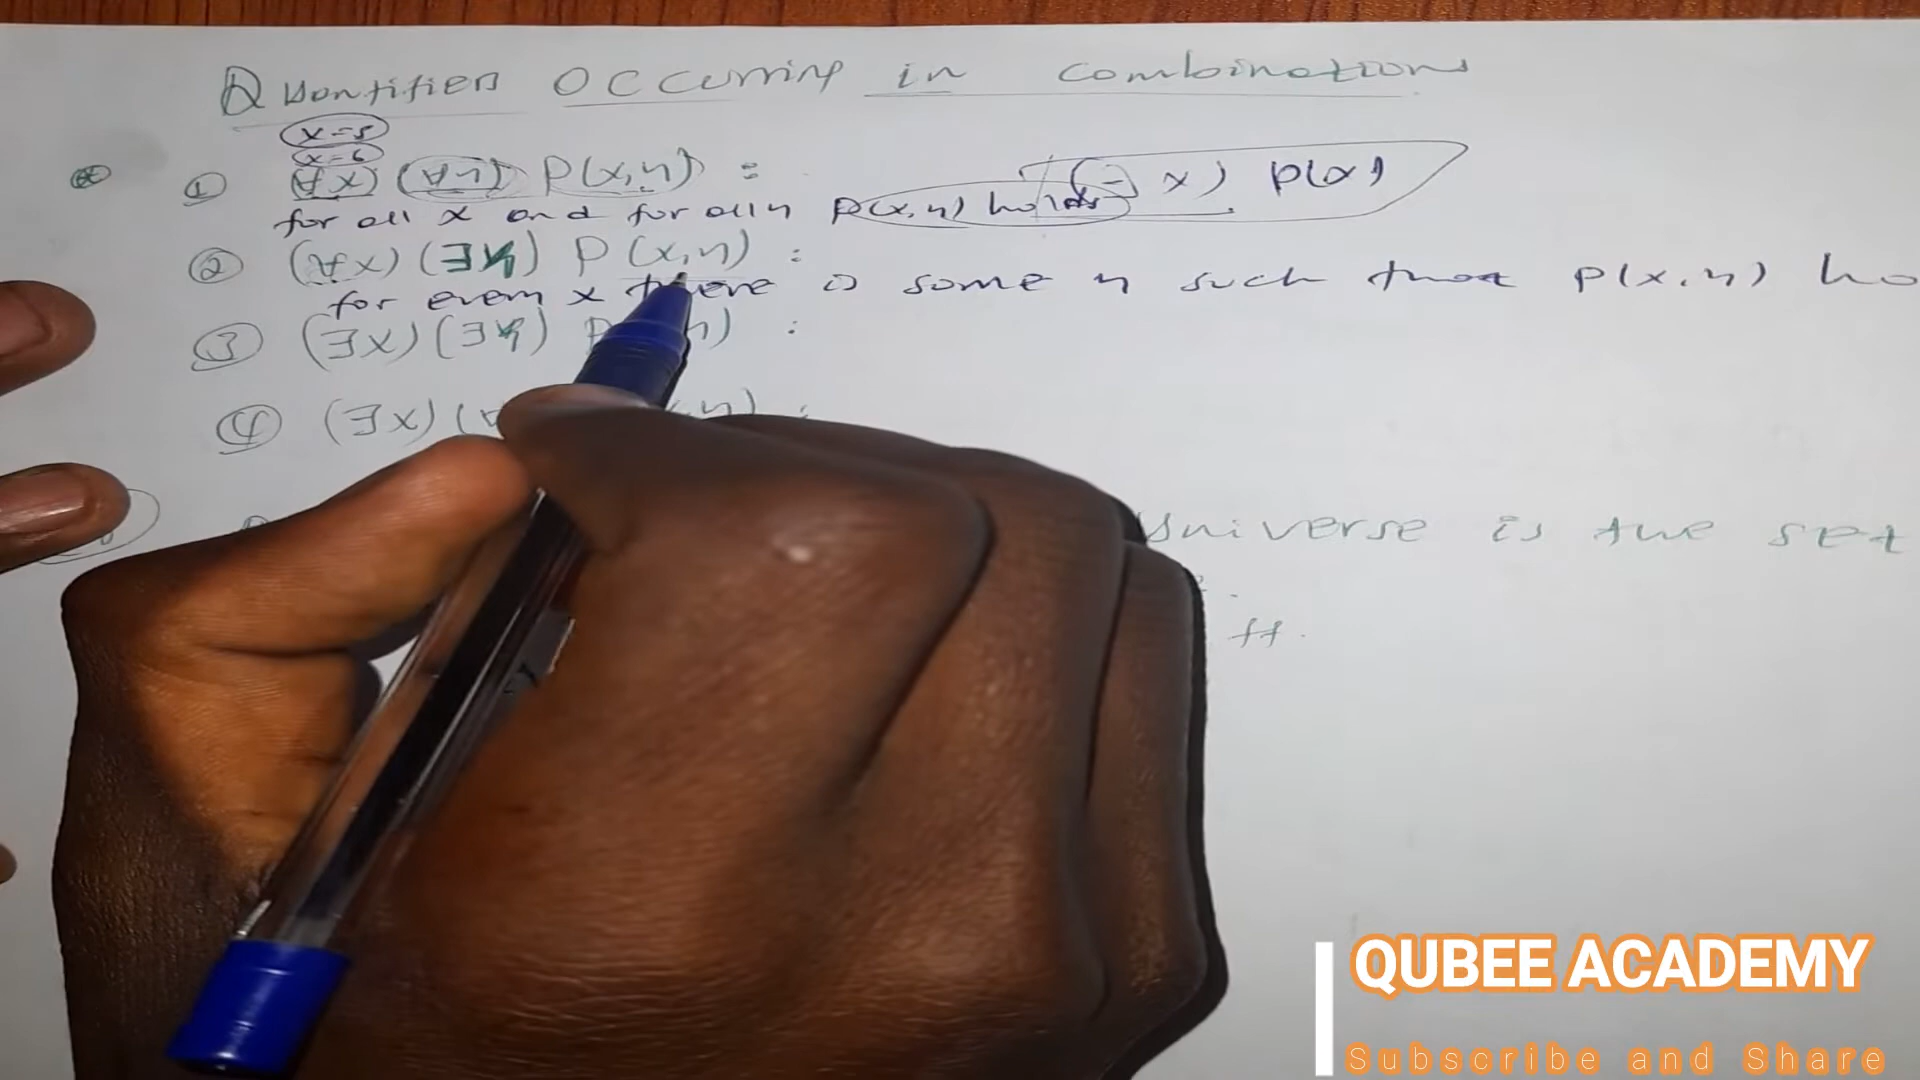 Quantifiers occurring in combinations
x=5
x=6
① (∀x) (∀y) P(x,y) :
(∃x) P(x)
for all x and for all y P(x,y) holds
② (∀x) (∃y) P(x,y) :
for every x there is some y such that P(x,y) ho
③ (∃x) (∃y) P y) :
④ (∃x) (∀ ,y) :
Universe is the set
ff.
QUBEE ACADEMY
Subscribe and Share